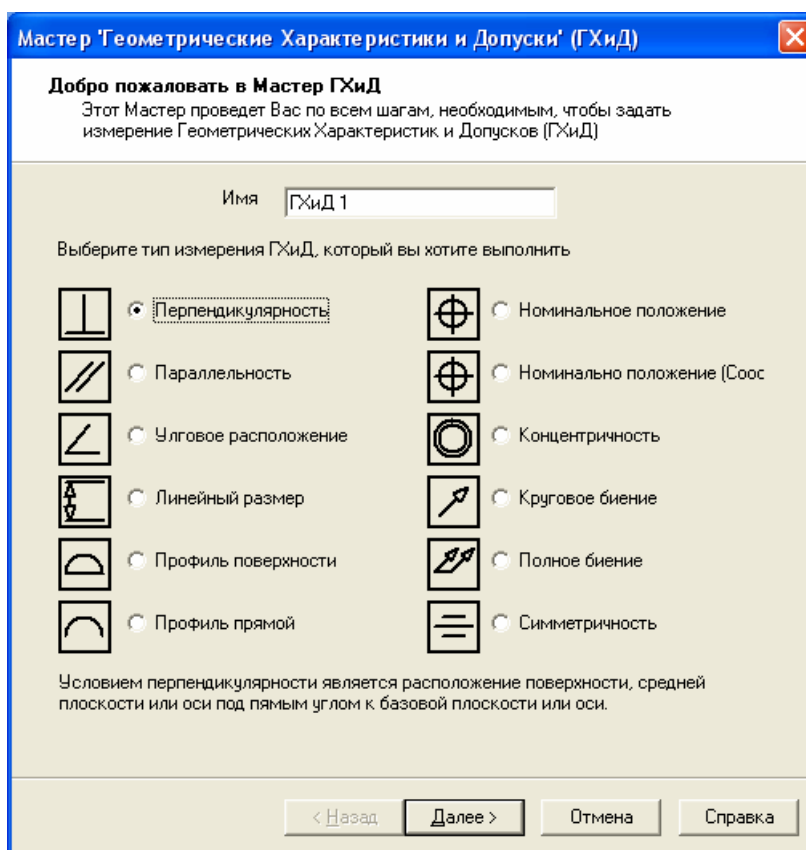 Мастер 'Геометрические Характеристики и Допуски' (ГХиД)
Добро пожаловать в Мастер ГХиД
Этот Мастер проведет Вас по всем шагам, необходимым, чтобы задать
измерение Геометрических Характеристик и Допусков (ГХиД)
Имя ГХиД 1
Выберите тип измерения ГХиД, который вы хотите выполнить
Перпендикулярность
Параллельность
Улговое расположение
Линейный размер
Профиль поверхности
Профиль прямой
Номинальное положение
Номинально положение (Соос
Концентричность
Круговое биение
Полное биение
Симметричность
Условием перпендикулярности является расположение поверхности, средней
плоскости или оси под пямым углом к базовой плоскости или оси.
< Назад Далее > Отмена Справка